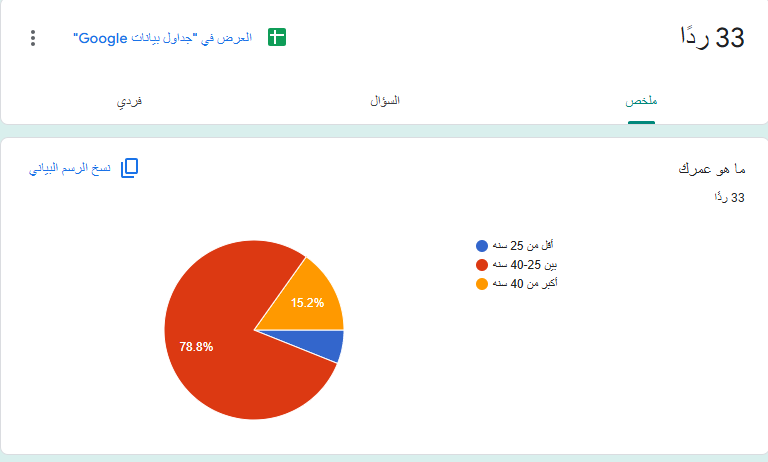 33 ردًا
العرض في "جداول بيانات Google"
ملخص
السؤال
فردي
ما هو عمرك
نسخ الرسم البياني
33 ردًا
أقل من 25 سنه
بين 25-40 سنه
أكبر من 40 سنه
15.2%
78.8%